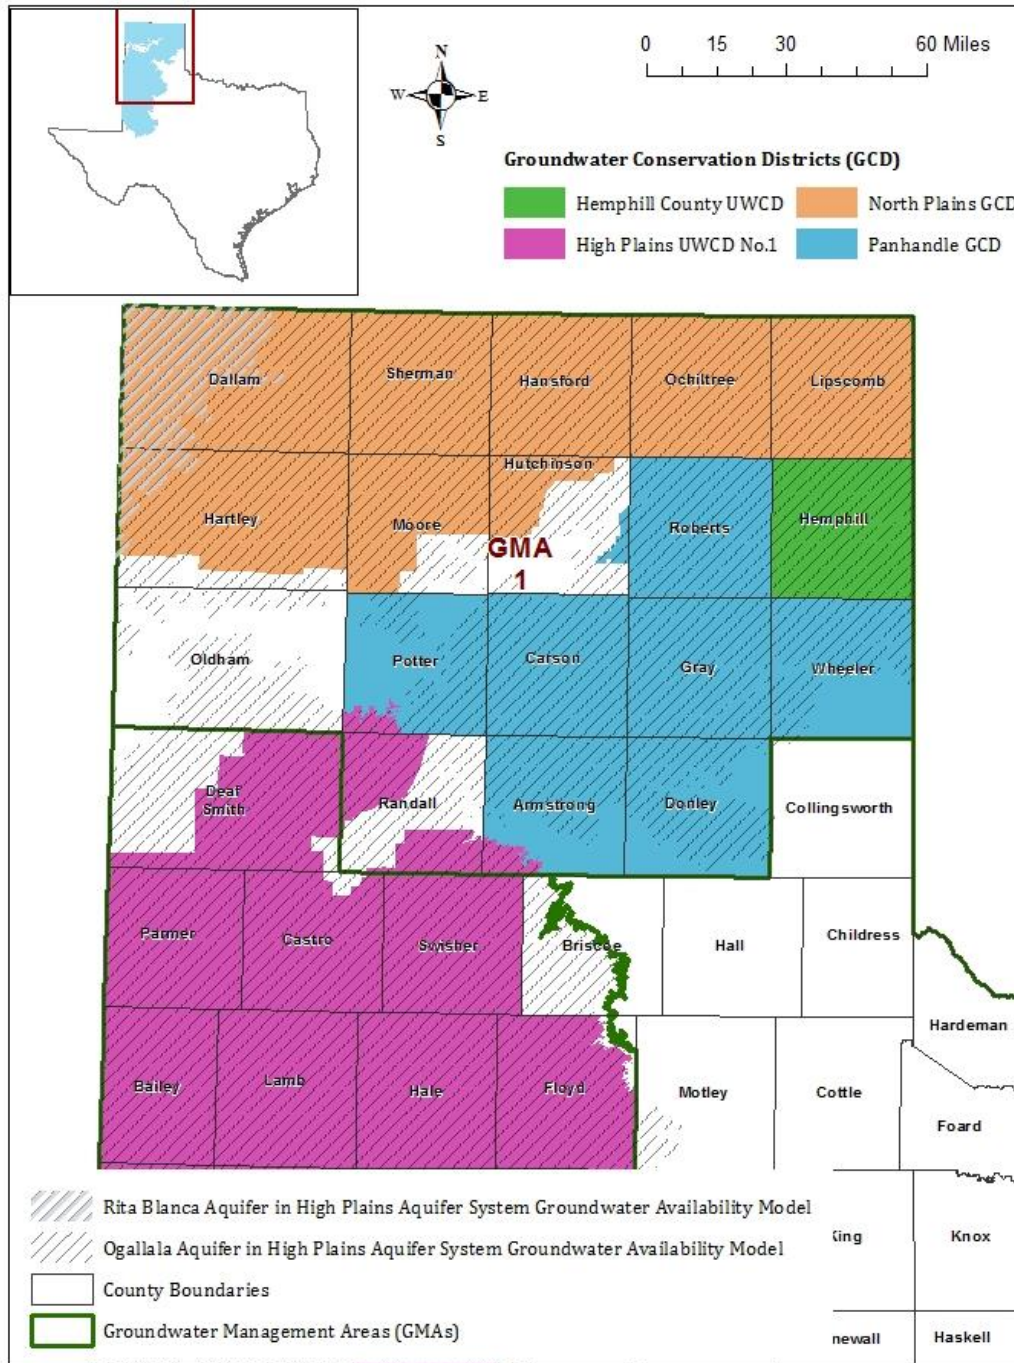 N
W E
S
0 15 30 60 Miles
Groundwater Conservation Districts (GCD)
Hemphill County UWCD North Plains GCD
High Plains UWCD No.1 Panhandle GCD
Dallam Sherman Hansford Ochiltree Lipscomb
Hartley Moore Hutchinson Roberts Hemphill
GMA
1
Oldham Potter Carson Gray Wheeler
Deaf
Smith
Randall Armstrong Donley Collingsworth
Parmer Castro Swisher Briscoe Hall Childress
Hardeman
Bailey Lamb Hale Floyd Motley Cottle
Foard
Rita Blanca Aquifer in High Plains Aquifer System Groundwater Availability Model
Ogallala Aquifer in High Plains Aquifer System Groundwater Availability Model
King Knox
County Boundaries
Groundwater Management Areas (GMAs)
newall Haskell